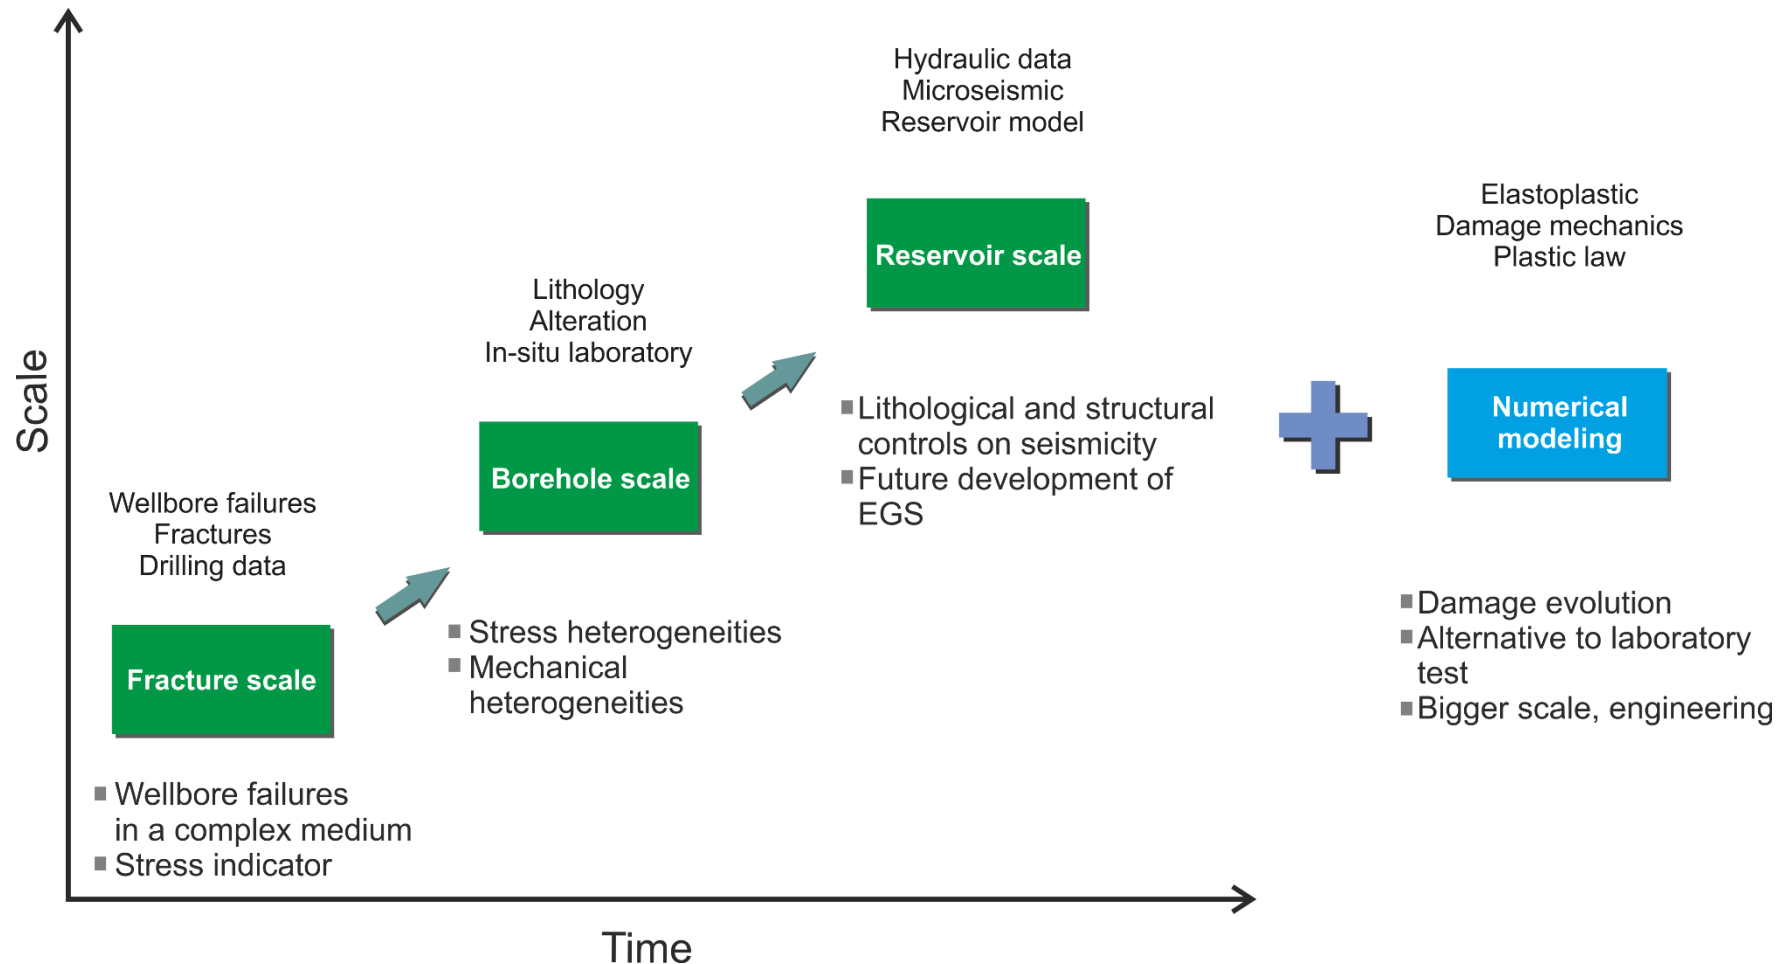 Scale
Wellbore failures
Fractures
Drilling data
Fracture scale
Wellbore failures
in a complex medium
Stress indicator
Lithology
Alteration
In-situ laboratory
Borehole scale
Stress heterogeneities
Mechanical
heterogeneities
Hydraulic data
Microseismic
Reservoir model
Reservoir scale
Lithological and structural
controls on seismicity
Future development of
EGS
Elastoplastic
Damage mechanics
Plastic law
Numerical
modeling
Damage evolution
Alternative to laboratory
test
Bigger scale, engineering
Time